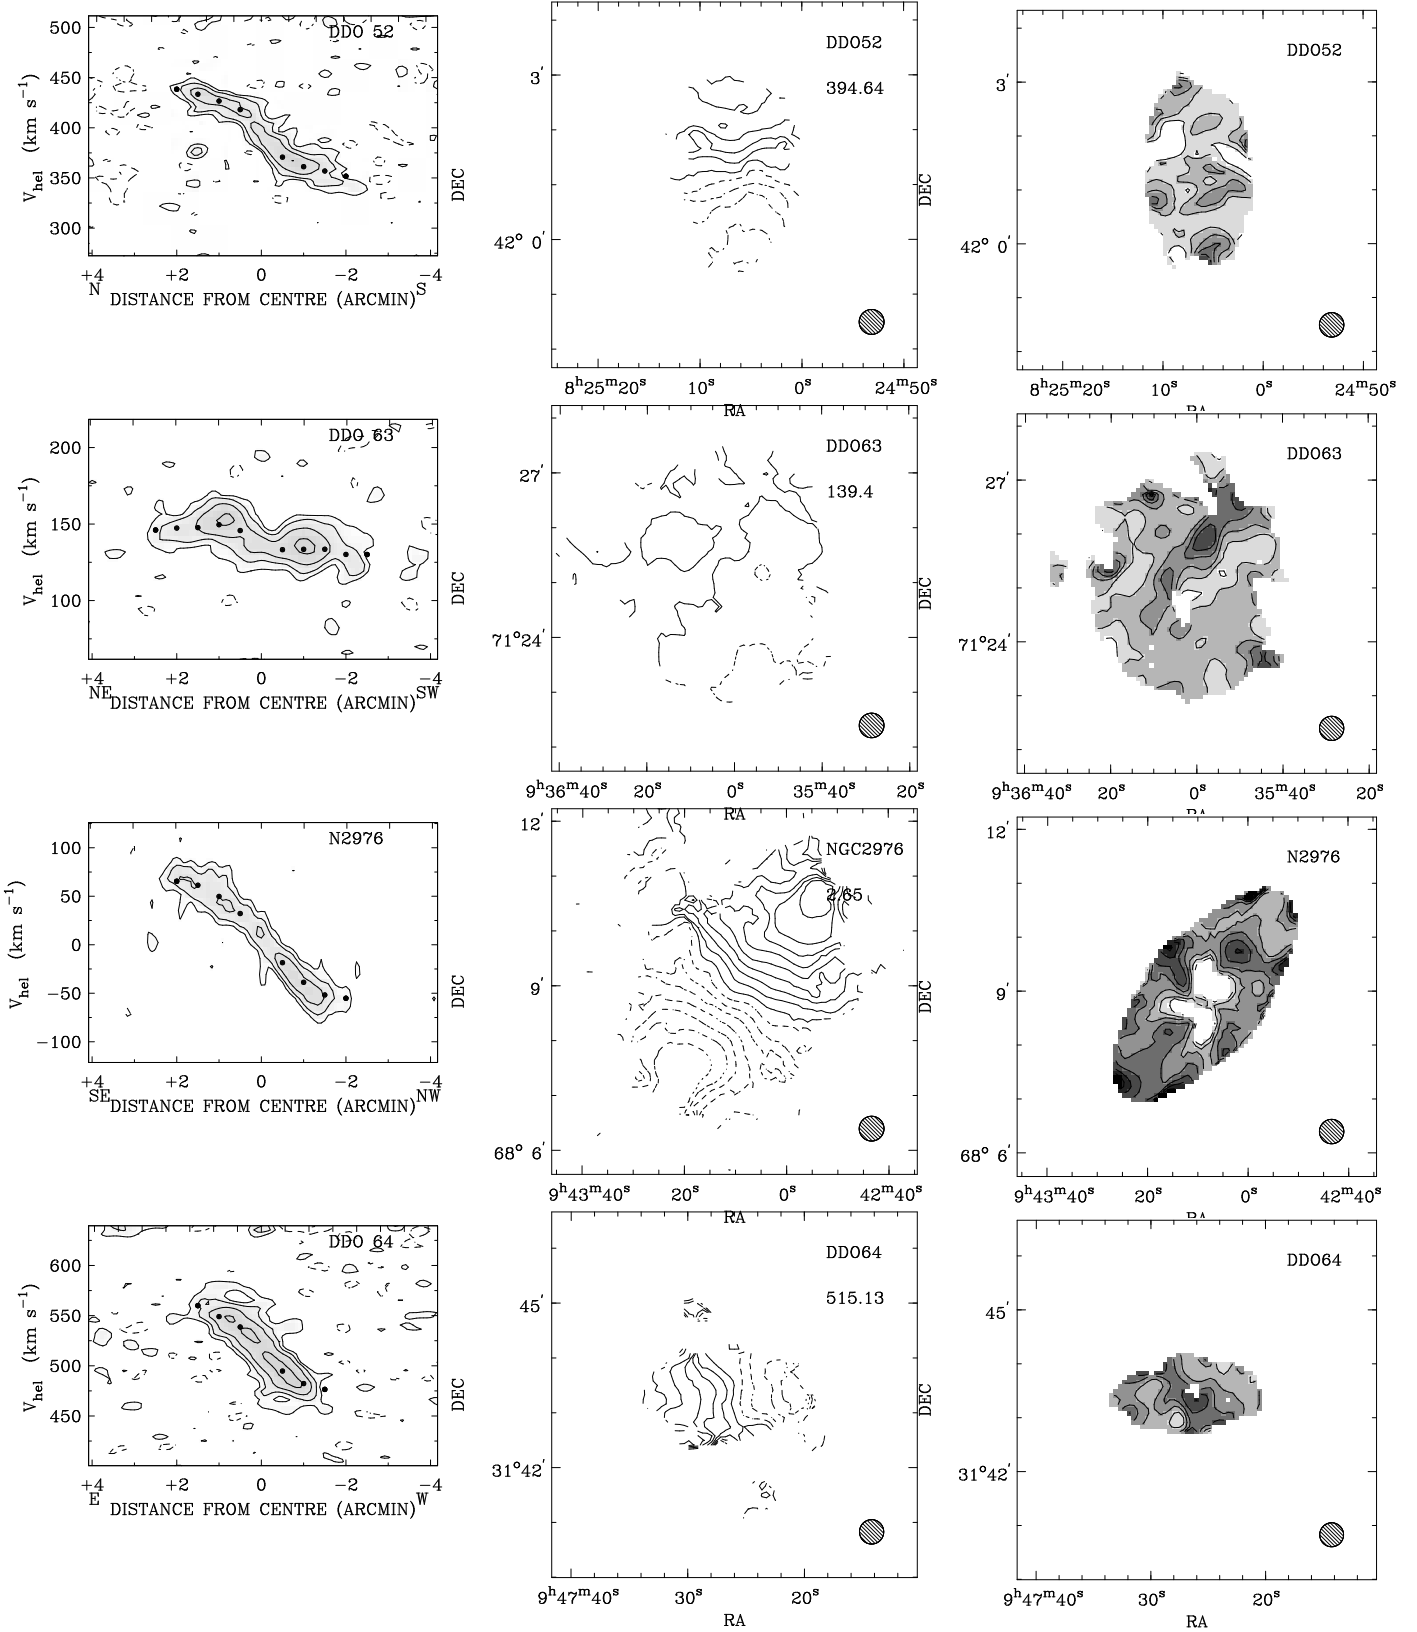 DDO 52
500
450
400
350
300
V_hel (km s⁻¹)
+4 +2 0 −2 −4
N DISTANCE FROM CENTRE (ARCMIN) S
DDO52
394.64
3′
42° 0′
DEC
8ʰ25ᵐ20ˢ 10ˢ 0ˢ 24ᵐ50ˢ
RA
DDO52
3′
42° 0′
DEC
8ʰ25ᵐ20ˢ 10ˢ 0ˢ 24ᵐ50ˢ
RA
DDO 63
200
150
100
V_hel (km s⁻¹)
+4 +2 0 −2 −4
NE DISTANCE FROM CENTRE (ARCMIN) SW
DDO63
139.4
27′
71°24′
DEC
9ʰ36ᵐ40ˢ 20ˢ 0ˢ 35ᵐ40ˢ 20ˢ
RA
DDO63
27′
71°24′
DEC
9ʰ36ᵐ40ˢ 20ˢ 0ˢ 35ᵐ40ˢ 20ˢ
RA
N2976
100
50
0
−50
−100
V_hel (km s⁻¹)
+4 +2 0 −2 −4
SE DISTANCE FROM CENTRE (ARCMIN) NW
NGC2976
2.65
12′
9′
68° 6′
DEC
9ʰ43ᵐ40ˢ 20ˢ 0ˢ 42ᵐ40ˢ
RA
N2976
12′
9′
68° 6′
DEC
9ʰ43ᵐ40ˢ 20ˢ 0ˢ 42ᵐ40ˢ
RA
DDO 64
600
550
500
450
V_hel (km s⁻¹)
+4 +2 0 −2 −4
E DISTANCE FROM CENTRE (ARCMIN) W
DDO64
515.13
45′
31°42′
DEC
9ʰ47ᵐ40ˢ 30ˢ 20ˢ
RA
DDO64
45′
31°42′
DEC
9ʰ47ᵐ40ˢ 30ˢ 20ˢ
RA